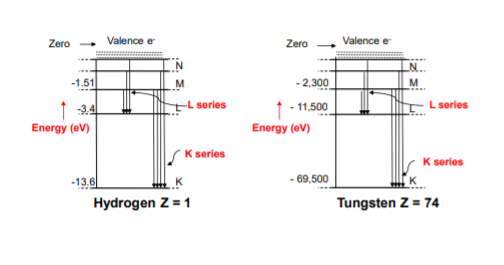 Zero
Valence e-
N
-1.51
M
-3.4
L
L series
Energy (eV)
K series
-13.6
K
Hydrogen Z = 1
Zero
Valence e-
N
- 2,300
M
- 11,500
L
L series
Energy (eV)
K series
- 69,500
K
Tungsten Z = 74